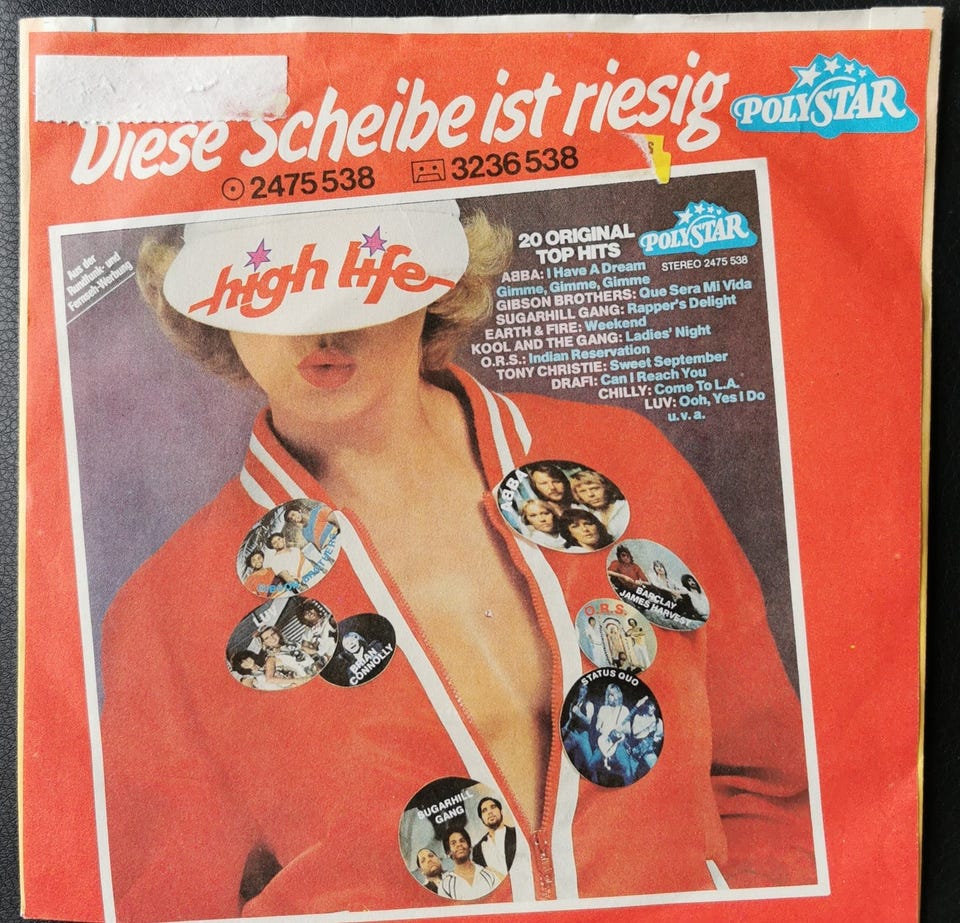 Diese Scheibe ist riesig
POLYSTAR
2475 538
3236 538
Aus der
Rundfunk- und
Fernseh-Werbung
high life
20 ORIGINAL
TOP HITS
POLYSTAR
STEREO 2475 538
ABBA: I Have A Dream
Gimme, Gimme, Gimme
GIBSON BROTHERS: Que Sera Mi Vida
SUGARHILL GANG: Rapper's Delight
EARTH & FIRE: Weekend
KOOL AND THE GANG: Ladies' Night
O.R.S.: Indian Reservation
TONY CHRISTIE: Sweet September
DRAFI: Can I Reach You
CHILLY: Come To L.A.
LUV: Ooh, Yes I Do
u.v.a.
ABBA
GIBSON BROTHERS
BARCLAY
JAMES HARVEST
O.R.S.
BRIAN
CONNOLLY
STATUS QUO
SUGARHILL
GANG